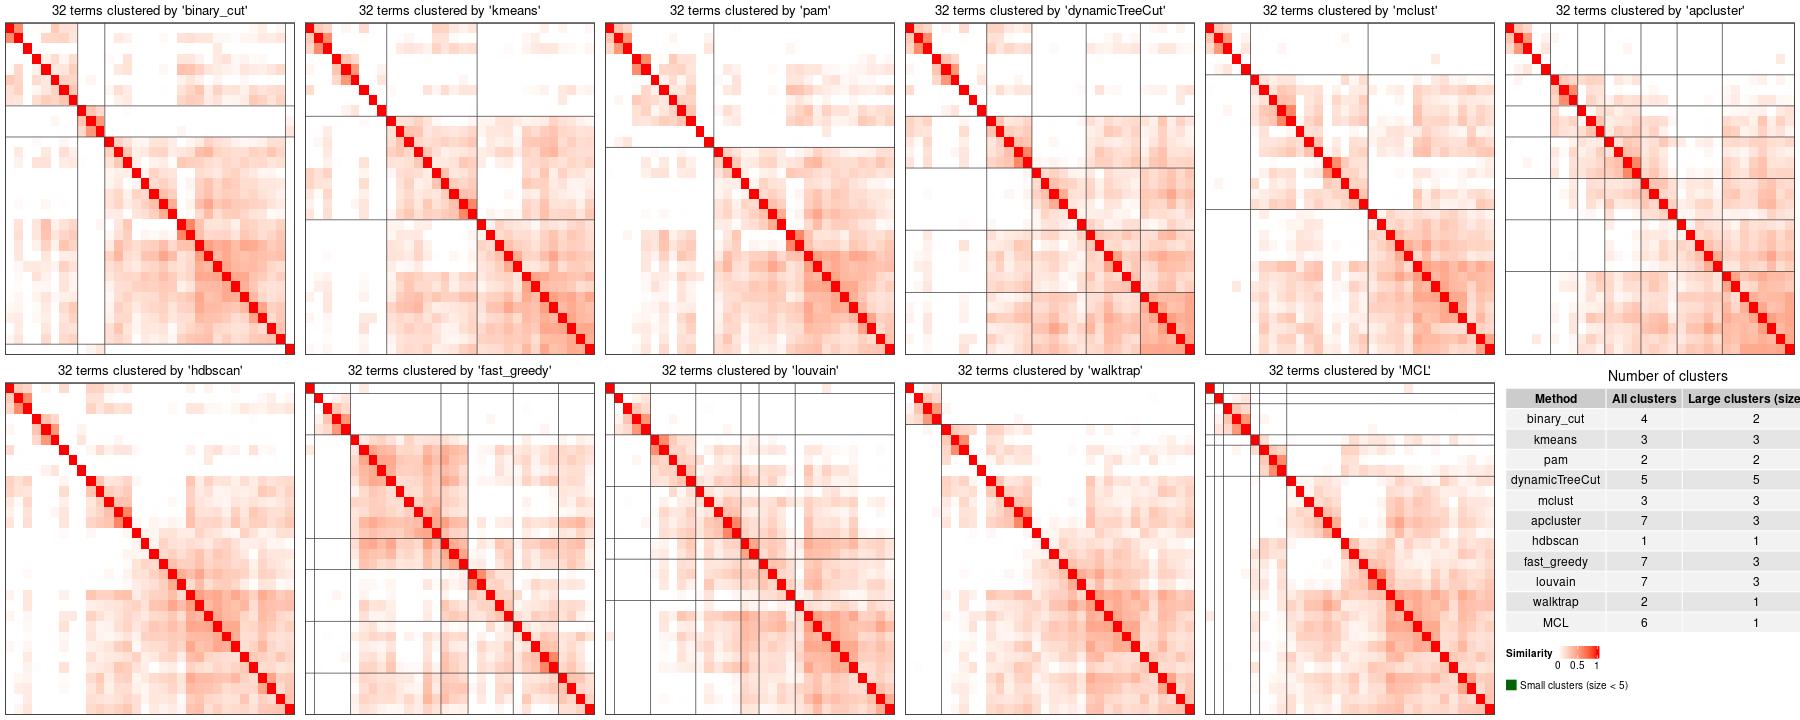 32 terms clustered by 'binary_cut'
32 terms clustered by 'kmeans'
32 terms clustered by 'pam'
32 terms clustered by 'dynamicTreeCut'
32 terms clustered by 'mclust'
32 terms clustered by 'apcluster'
32 terms clustered by 'hdbscan'
32 terms clustered by 'fast_greedy'
32 terms clustered by 'louvain'
32 terms clustered by 'walktrap'
32 terms clustered by 'MCL'
Number of clusters
Method All clusters Large clusters (size
binary_cut 4 2
kmeans 3 3
pam 2 2
dynamicTreeCut 5 5
mclust 3 3
apcluster 7 3
hdbscan 1 1
fast_greedy 7 3
louvain 7 3
walktrap 2 1
MCL 6 1
Similarity
0 0.5 1
Small clusters (size < 5)